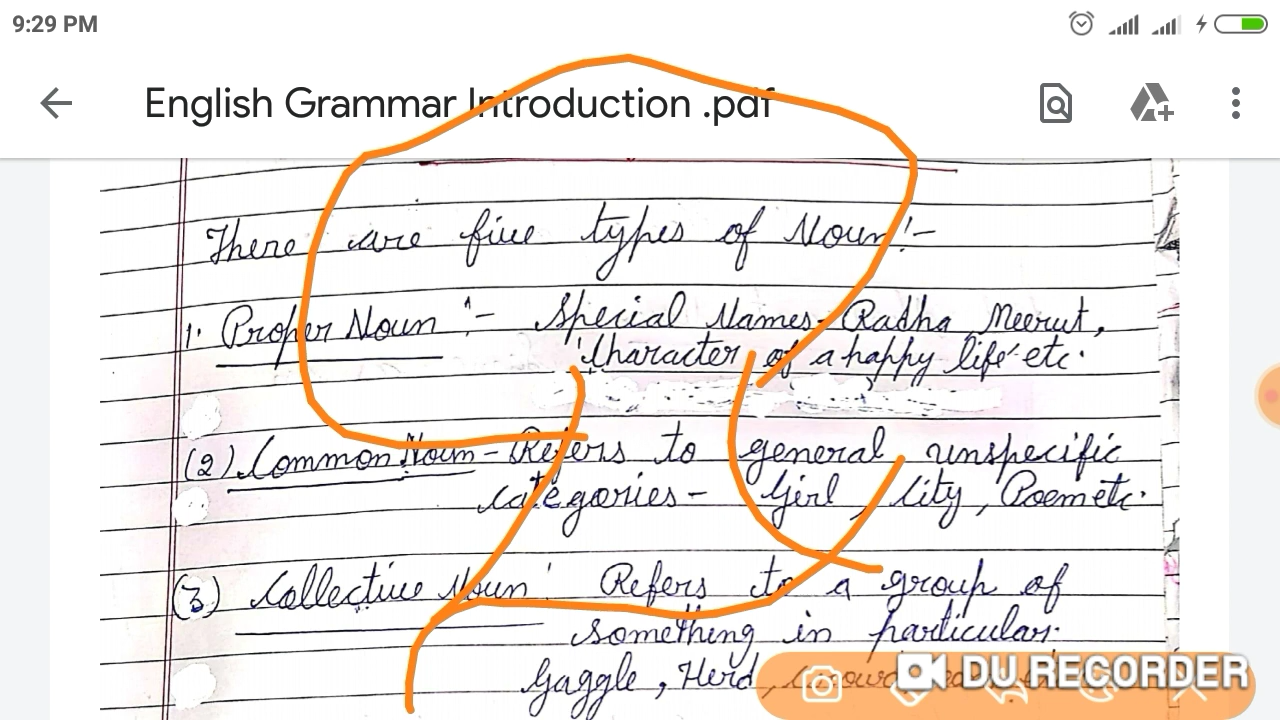 9:29 PM
English Grammar Introduction .pdf
There are five types of Noun:-
1. Proper Noun :- Special Names- Radha Meerut,
'Character of a happy life' etc.
(2) Common Noun - Refers to general, unspecific
categories - Girl, City, Poem etc.
(3) Collective Noun : Refers to a group of
something in particular.
Gaggle, Herd,
DU RECORDER